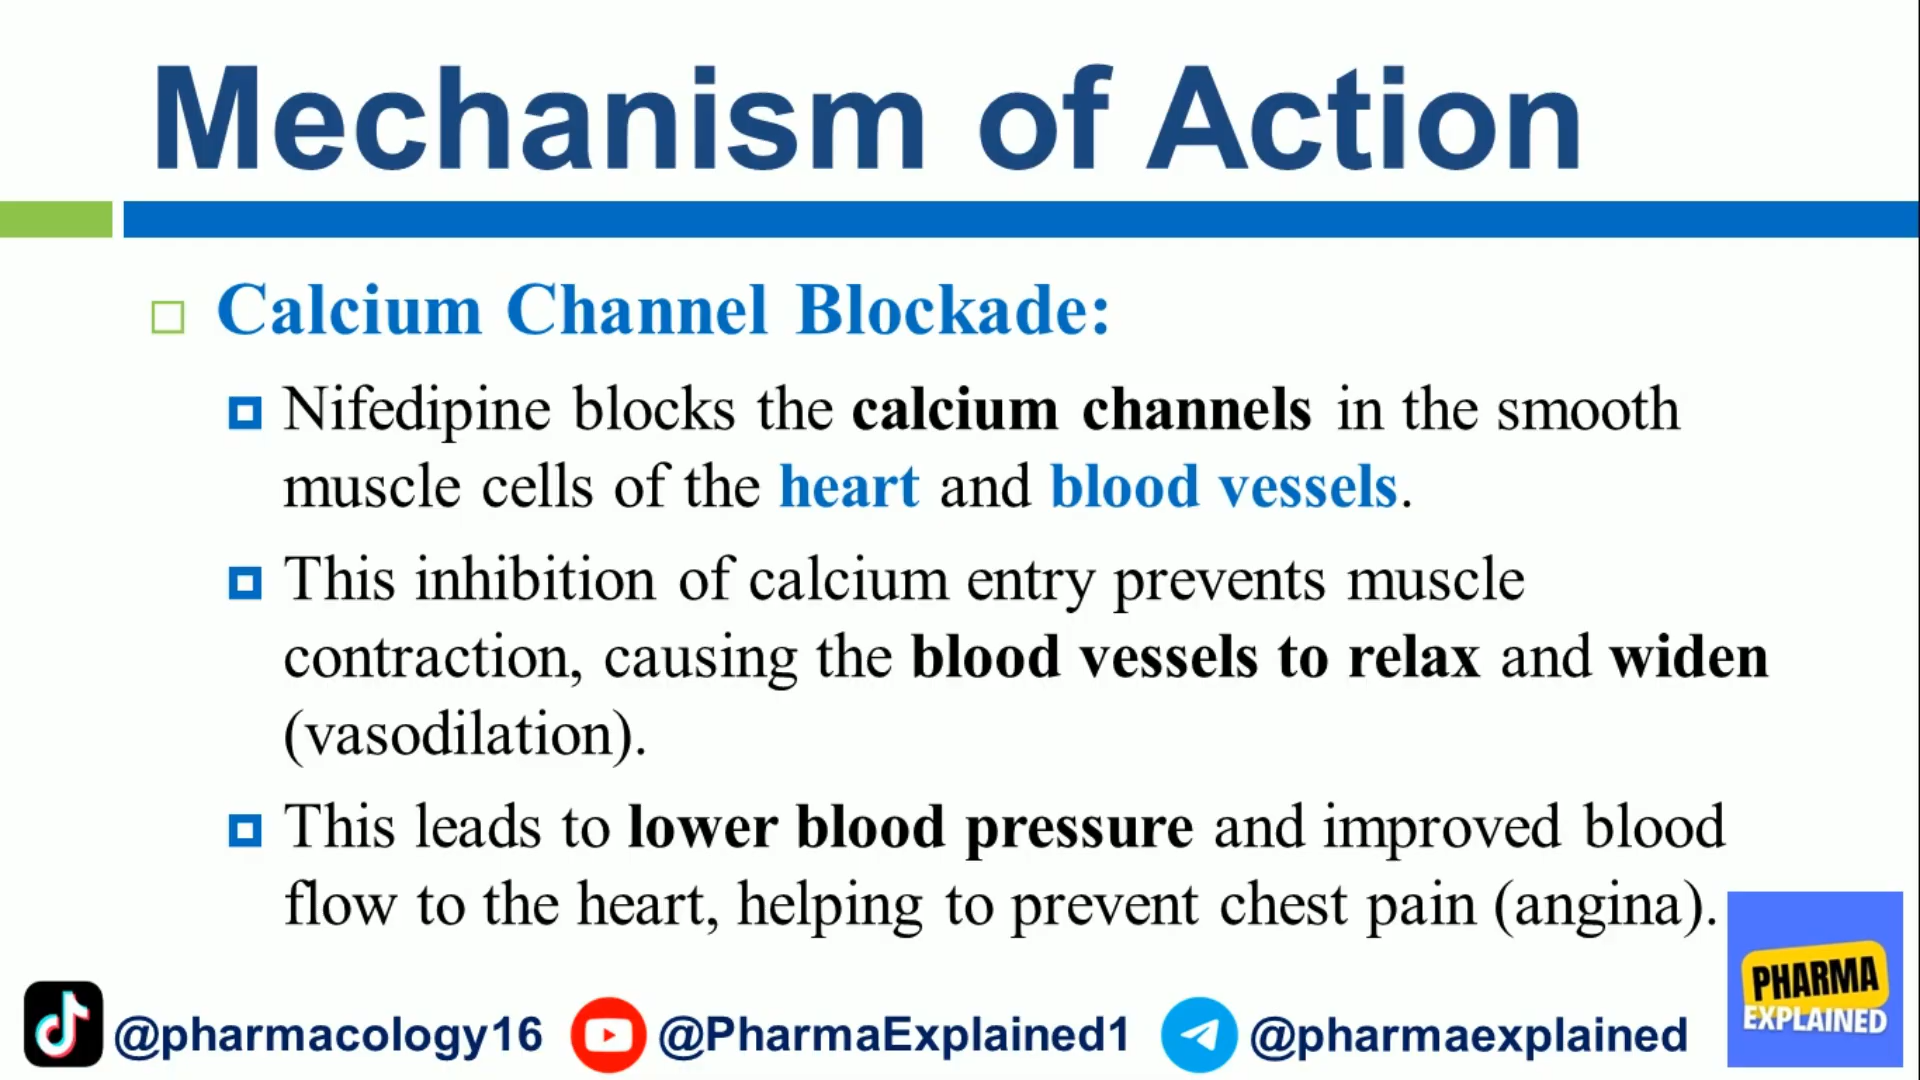 Mechanism of Action
Calcium Channel Blockade:
Nifedipine blocks the calcium channels in the smooth
muscle cells of the heart and blood vessels.
This inhibition of calcium entry prevents muscle
contraction, causing the blood vessels to relax and widen
(vasodilation).
This leads to lower blood pressure and improved blood
flow to the heart, helping to prevent chest pain (angina).
PHARMA
EXPLAINED
@pharmacology16 @PharmaExplained1 @pharmaexplained